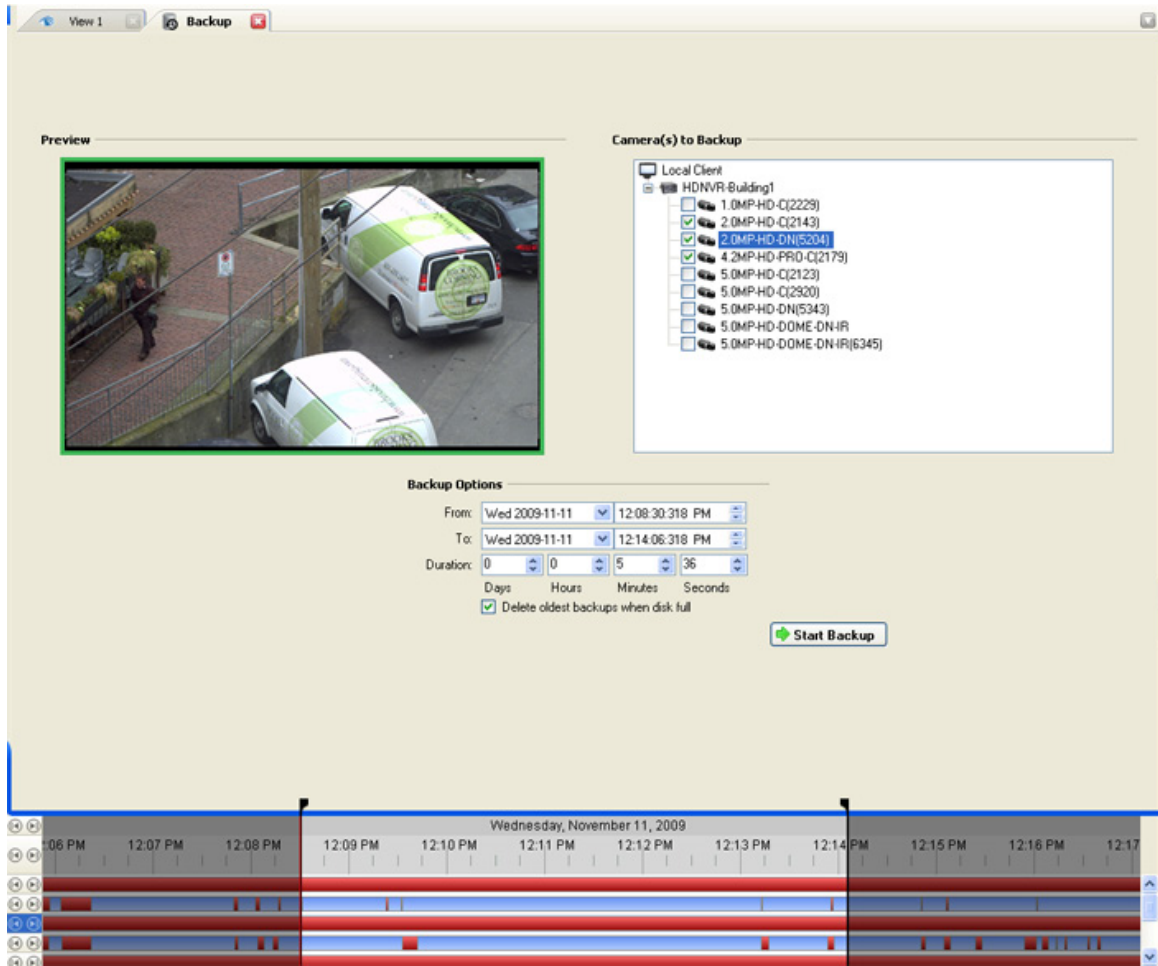 View 1
Backup
Preview
Camera(s) to Backup
Local Client
HDNVR-Building1
1.0MP-HD-C(2229)
2.0MP-HD-C(2143)
2.0MP-HD-DN(5204)
4.2MP-HD-PRO-C(2179)
5.0MP-HD-C(2123)
5.0MP-HD-C(2920)
5.0MP-HD-DN(5343)
5.0MP-HD-DOME-DN-IR
5.0MP-HD-DOME-DN-IR(6345)
Backup Options
From: Wed 2009-11-11 12:08:30:318 PM
To: Wed 2009-11-11 12:14:06:318 PM
Duration: 0 0 5 36
Days Hours Minutes Seconds
Delete oldest backups when disk full
Start Backup
Wednesday, November 11, 2009
:06 PM 12:07 PM 12:08 PM 12:09 PM 12:10 PM 12:11 PM 12:12 PM 12:13 PM 12:14 PM 12:15 PM 12:16 PM 12:17